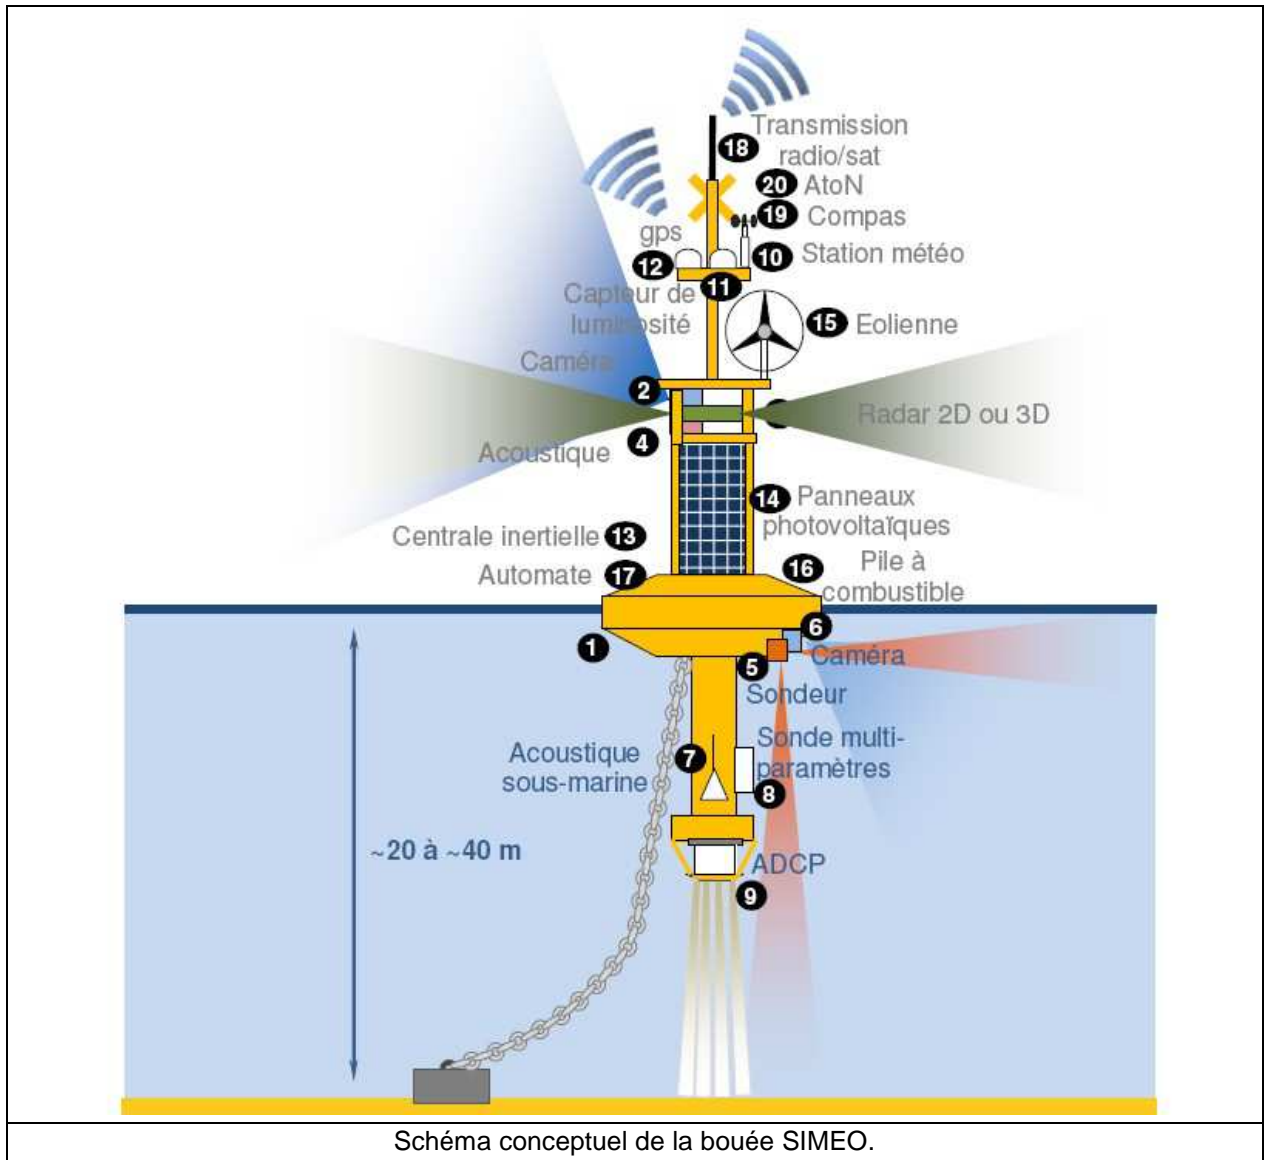 Transmission
18 radio/sat
20 AtoN
19 Compas
gps
12
10 Station météo
11
Capteur de
luminosité
15 Eolienne
Caméra
2
Radar 2D ou 3D
4
Acoustique
14 Panneaux
photovoltaïques
Centrale inertielle 13
Automate 17
16 Pile à
combustible
6
1
Caméra
5
Sondeur
Acoustique
sous-marine
7
Sonde multi-
paramètres
8
~20 à ~40 m
ADCP
9
Schéma conceptuel de la bouée SIMEO.